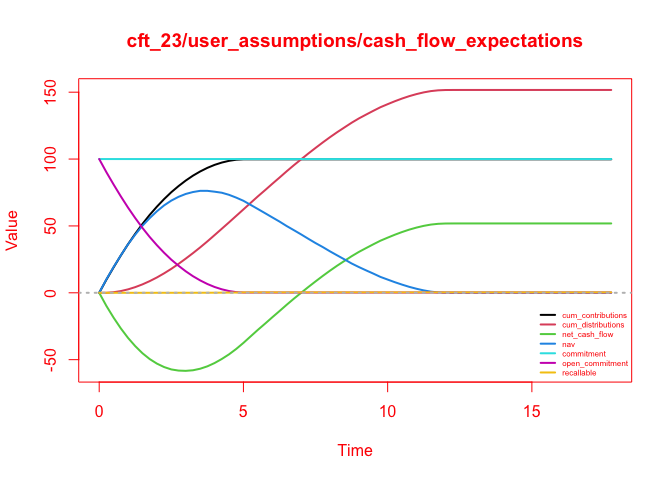 cft_23/user_assumptions/cash_flow_expectations
150
100
50
0
-50
Value
0
5
10
15
Time
cum_contributions
cum_distributions
net_cash_flow
nav
commitment
open_commitment
recallable